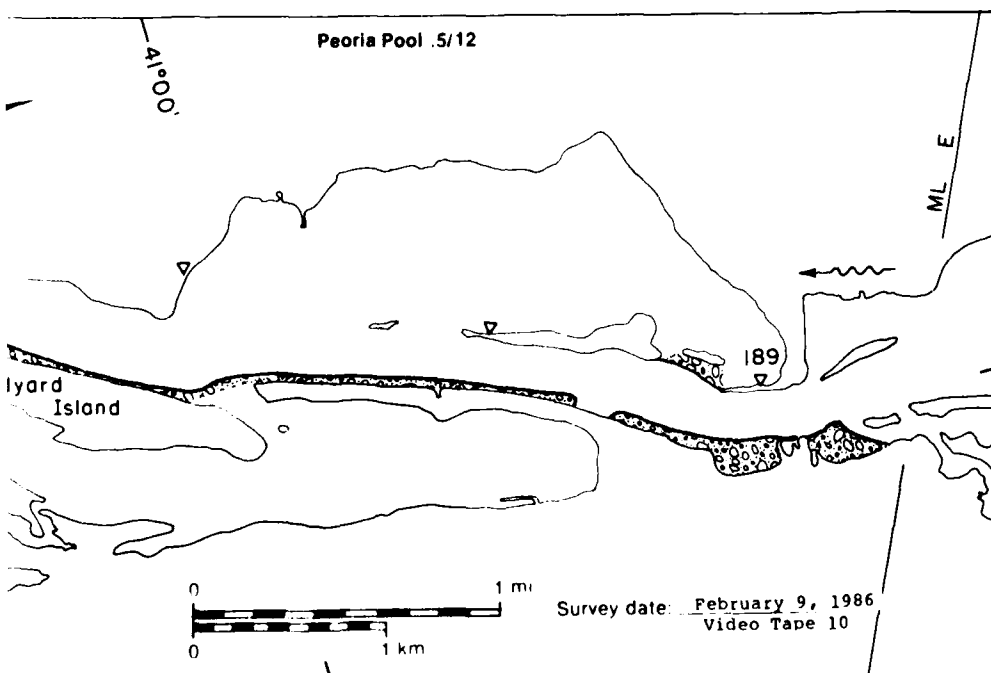 Peoria Pool .5/12
41°00'
ML E
189
lyard
Island
0 1 mi
0 1 km
Survey date: February 9, 1986
Video Tape 10